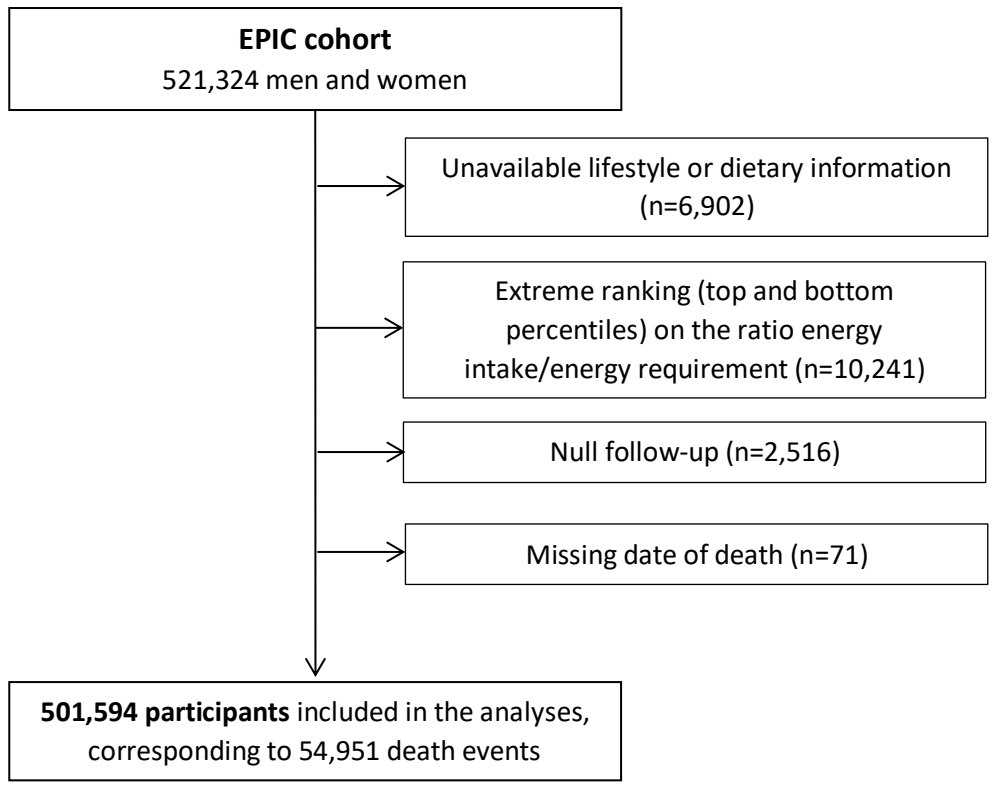 EPIC cohort
521,324 men and women
Unavailable lifestyle or dietary information
(n=6,902)
Extreme ranking (top and bottom
percentiles) on the ratio energy
intake/energy requirement (n=10,241)
Null follow-up (n=2,516)
Missing date of death (n=71)
501,594 participants included in the analyses,
corresponding to 54,951 death events